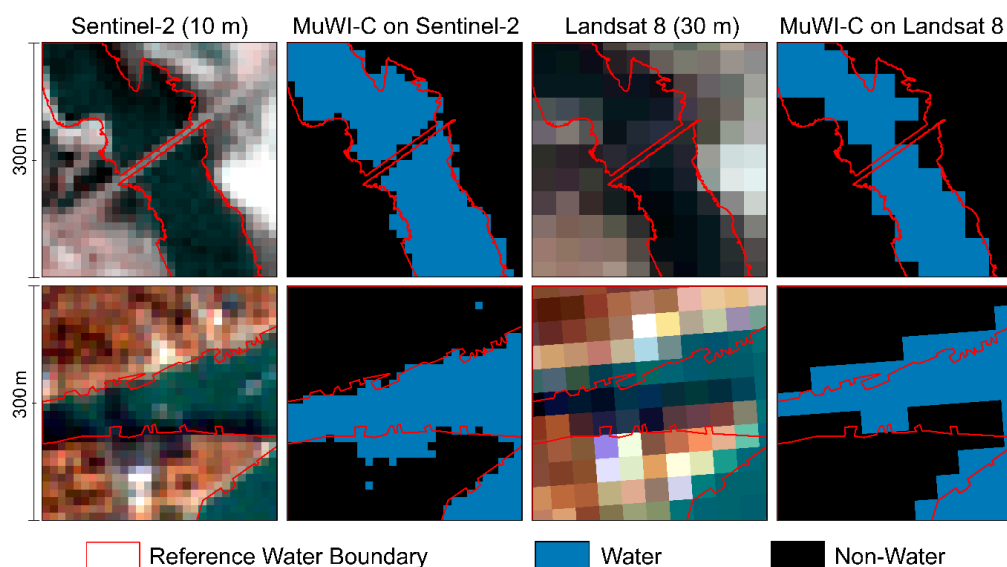 Sentinel-2 (10 m) MuWI-C on Sentinel-2 Landsat 8 (30 m) MuWI-C on Landsat 8
300 m
300 m
Reference Water Boundary Water Non-Water